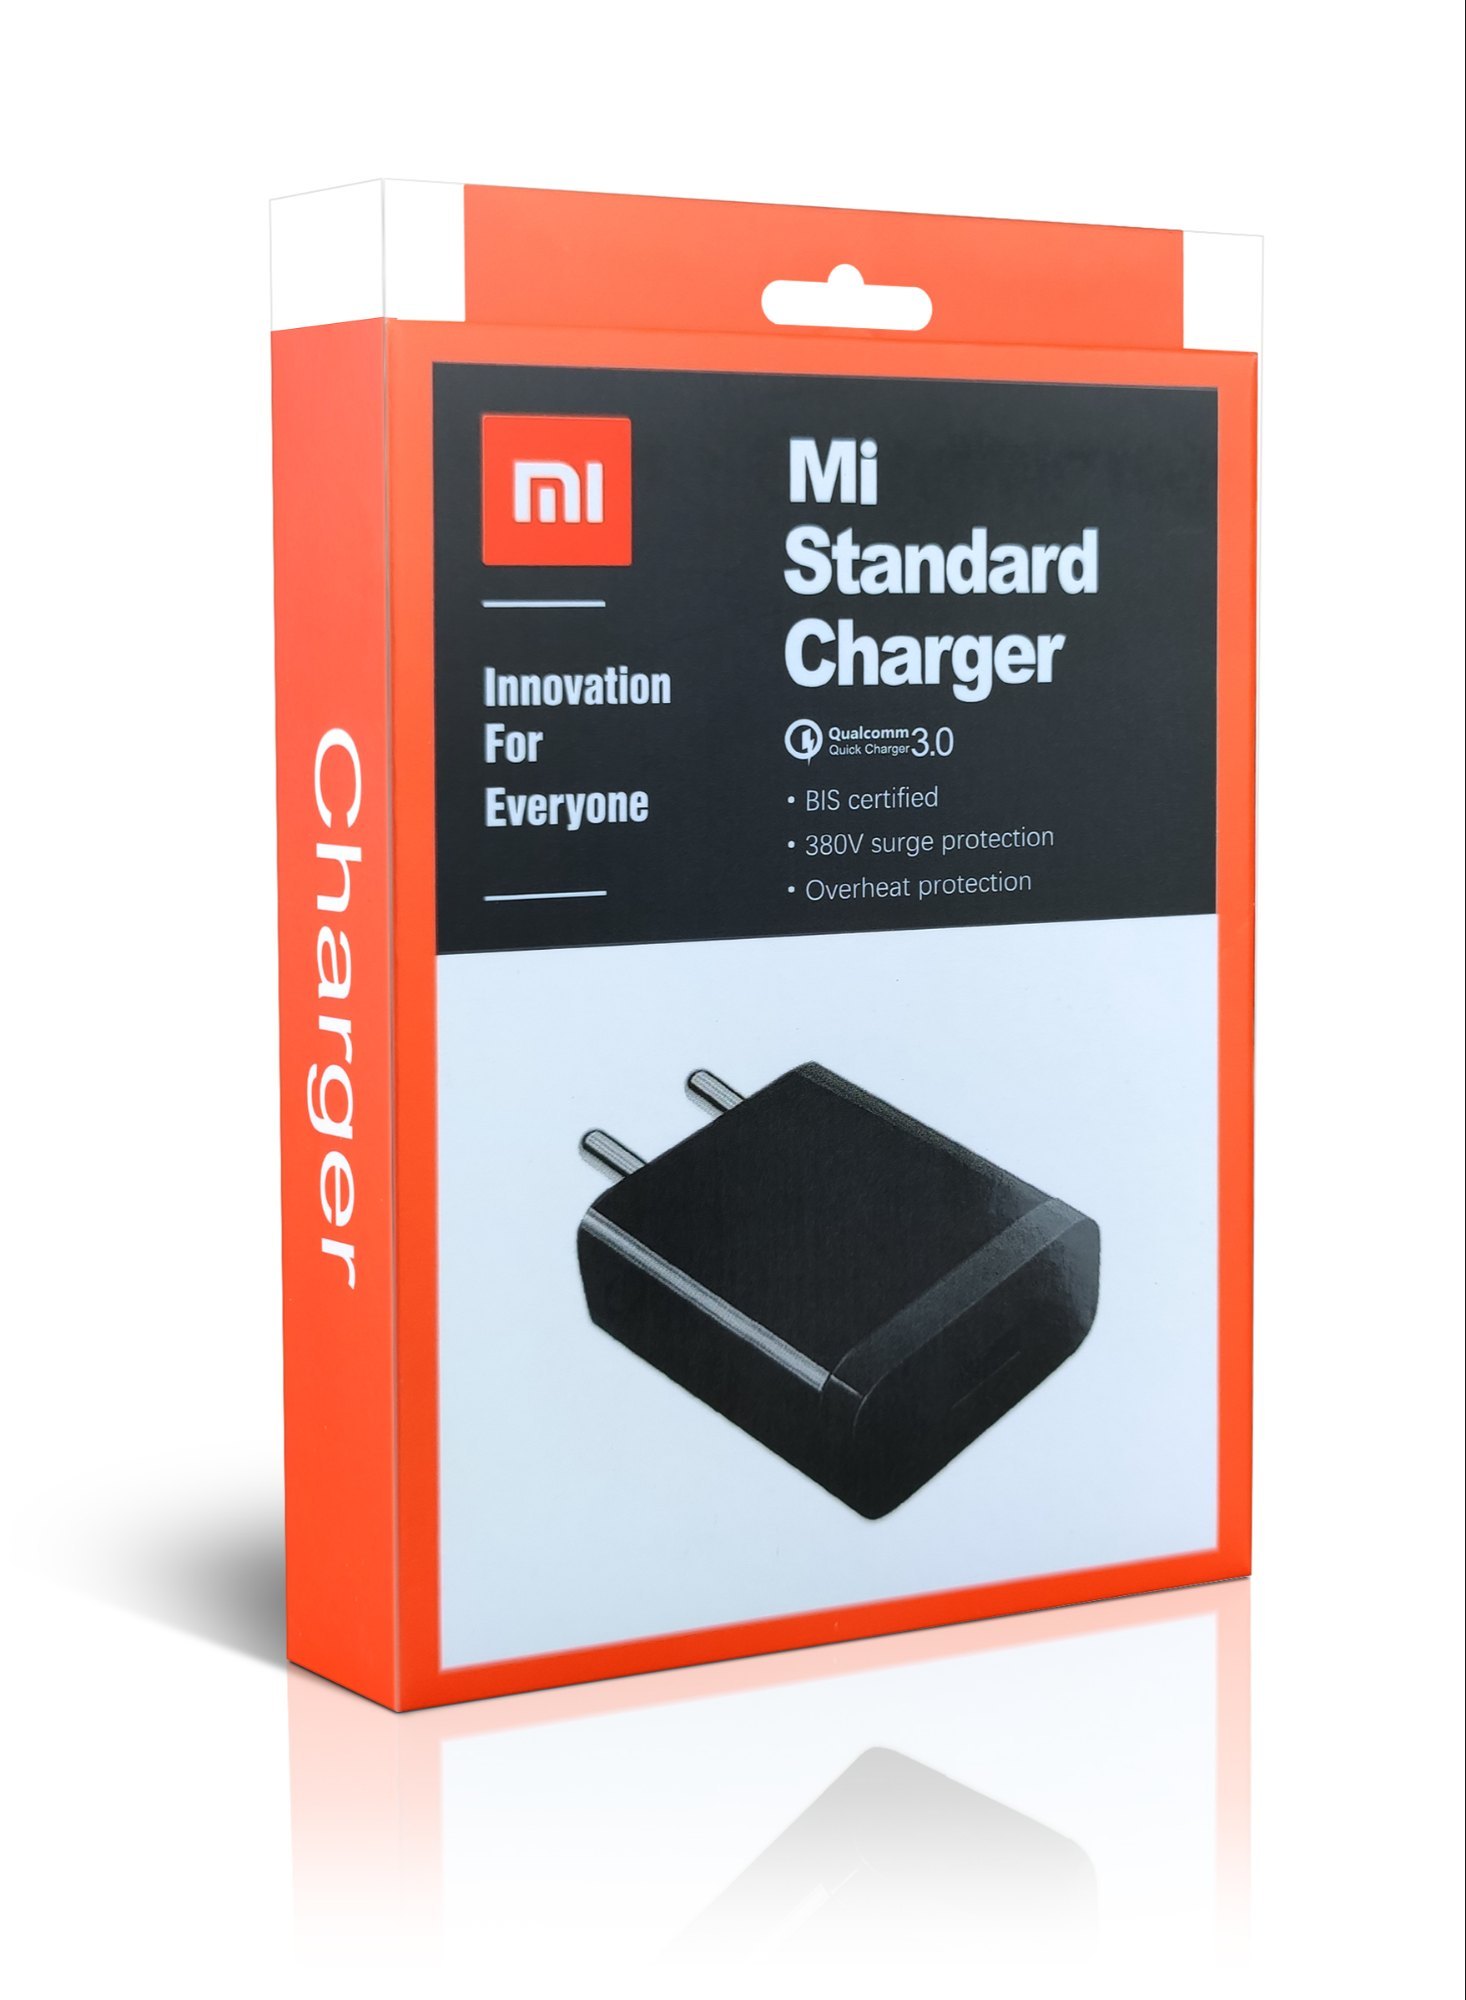 mi
Innovation
For
Everyone
Mi
Standard
Charger
Qualcomm
Quick Charger 3.0
• BIS certified
• 380V surge protection
• Overheat protection
Charger